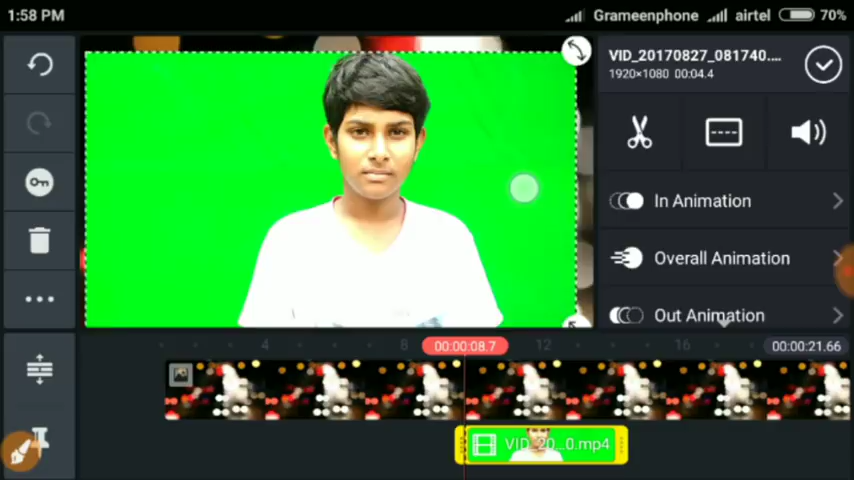 1:58 PM
Grameenphone airtel 70%
VID_20170827_081740....
1920×1080 00:04.4
In Animation
Overall Animation
Out Animation
4 8 00:00:08.7 12 16 00:00:21.66
VID_20...0.mp4